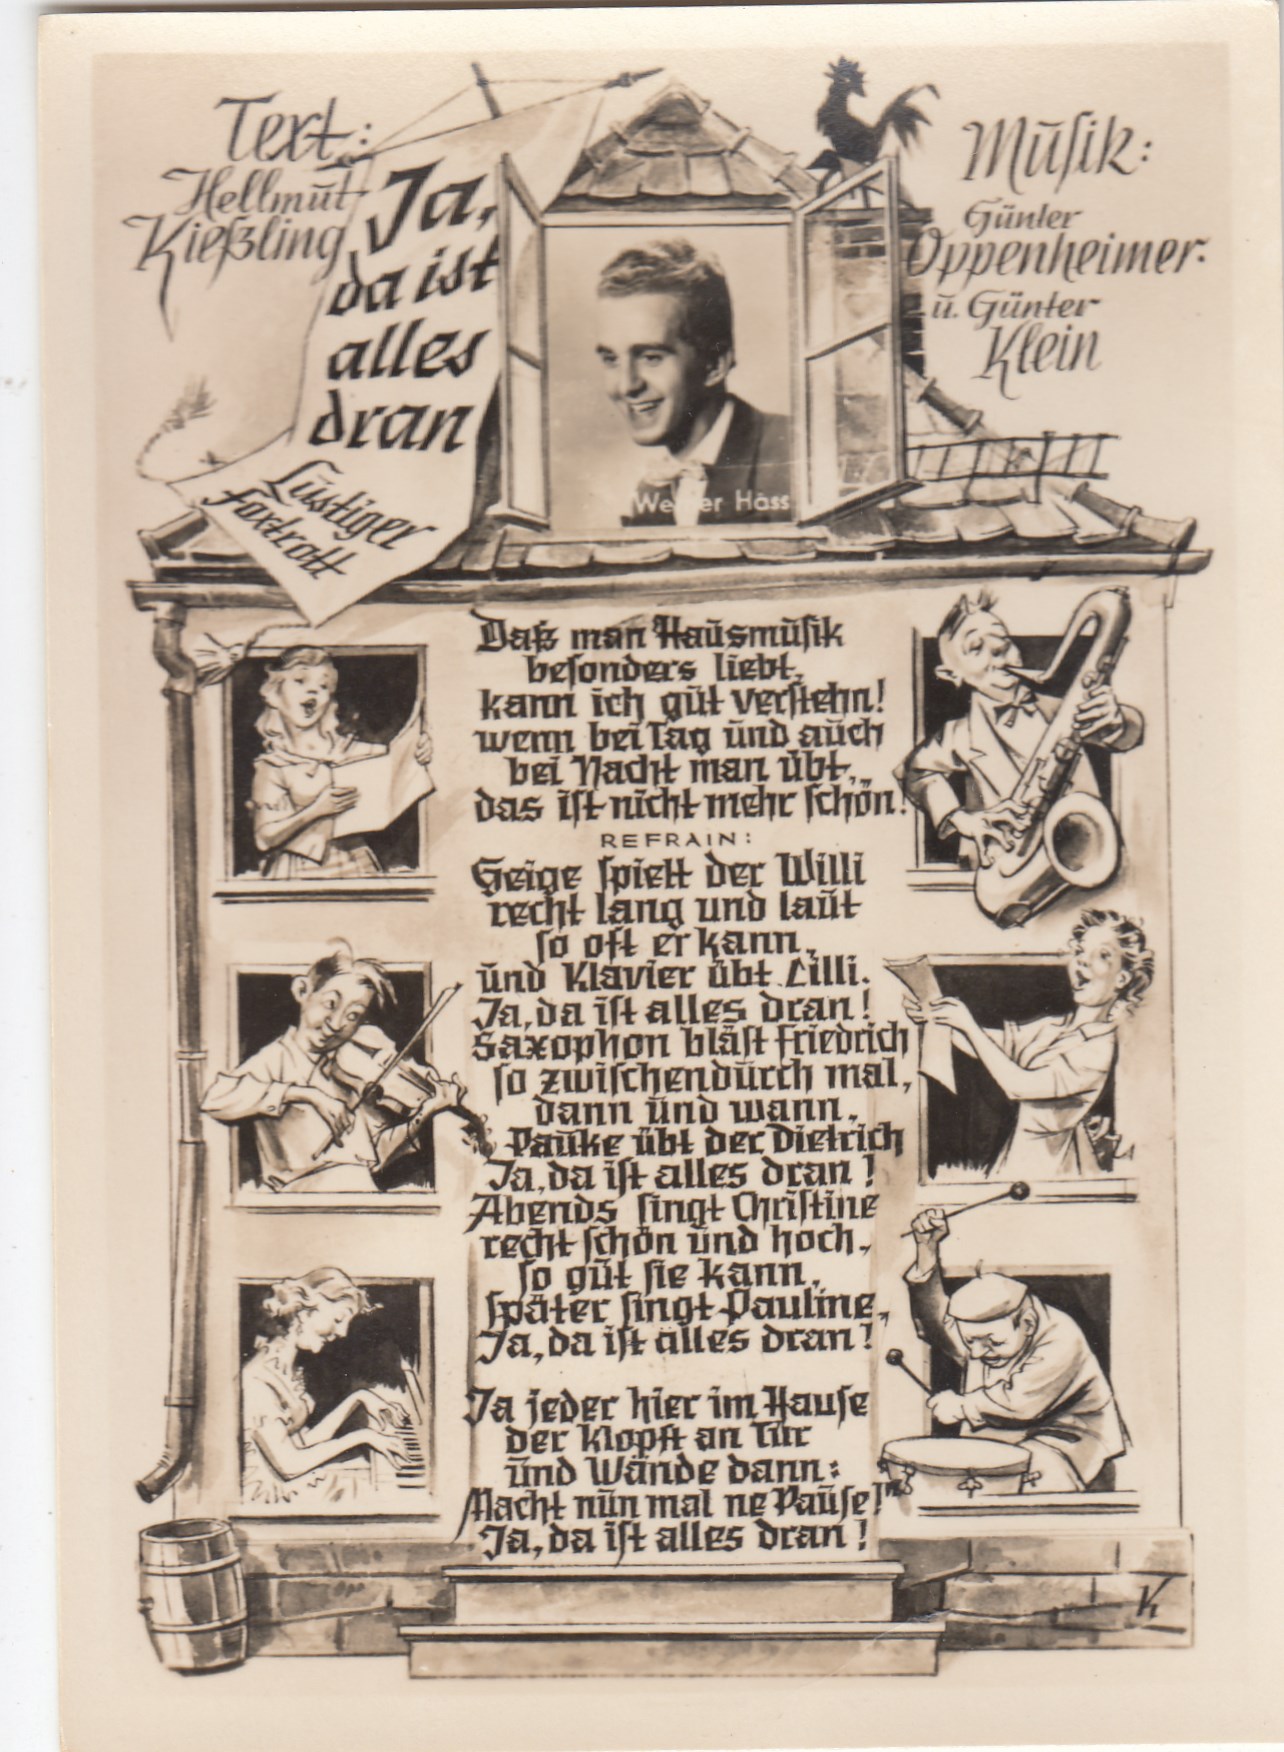 Text:
Hellmut
Kießling
Ja,
da ist
alles
dran
Lustiger
Foxtrott
Musik:
Günter
Oppenheimer
u. Günter
Klein
Werner Hass
Daß man Hausmusik
besonders liebt,
kann ich gut verstehn!
wenn bei Tag und auch
bei Nacht man übt,
das ist nicht mehr schön!
REFRAIN:
Geige spielt der Willi
recht lang und laut
so oft er kann,
und Klavier übt Lilli.
Ja, da ist alles dran!
Saxophon bläst Friedrich
so zwischendurch mal,
dann und wann,
Pauke übt der Dietrich
Ja, da ist alles dran!
Abends singt Christine
recht schön und hoch,
so gut sie kann,
später singt Pauline,
Ja, da ist alles dran!
Ja jeder hier im Hause
der klopft an Tür
und Wände dann:
Macht nun mal ne Pause!"
Ja, da ist alles dran!
K